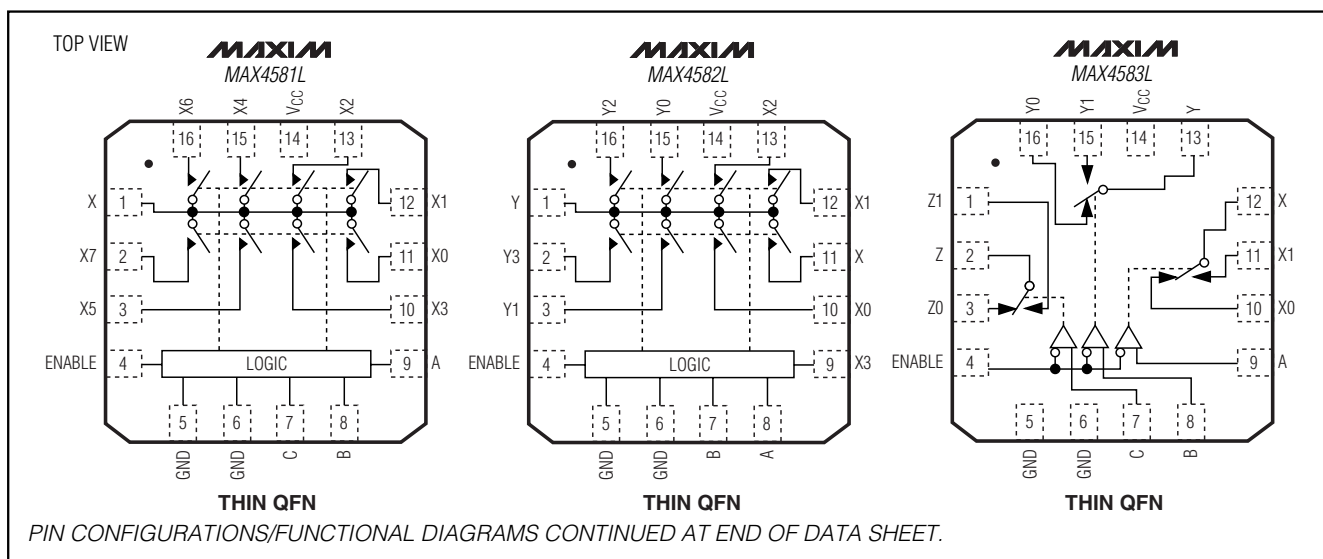 TOP VIEW
MAXIM
MAX4581L
X6 X4 VCC X2
16 15 14 13
X 1 12 X1
X7 2 11 X0
X5 3 10 X3
ENABLE 4 LOGIC 9 A
5 6 7 8
GND GND C B
THIN QFN
MAXIM
MAX4582L
Y2 Y0 VCC X2
16 15 14 13
Y 1 12 X1
Y3 2 11 X
Y1 3 10 X0
ENABLE 4 LOGIC 9 X3
5 6 7 8
GND GND B A
THIN QFN
MAXIM
MAX4583L
Y0 Y1 VCC Y
16 15 14 13
Z1 1 12 X
Z 2 11 X1
Z0 3 10 X0
ENABLE 4 9 A
5 6 7 8
GND GND C B
THIN QFN
PIN CONFIGURATIONS/FUNCTIONAL DIAGRAMS CONTINUED AT END OF DATA SHEET.